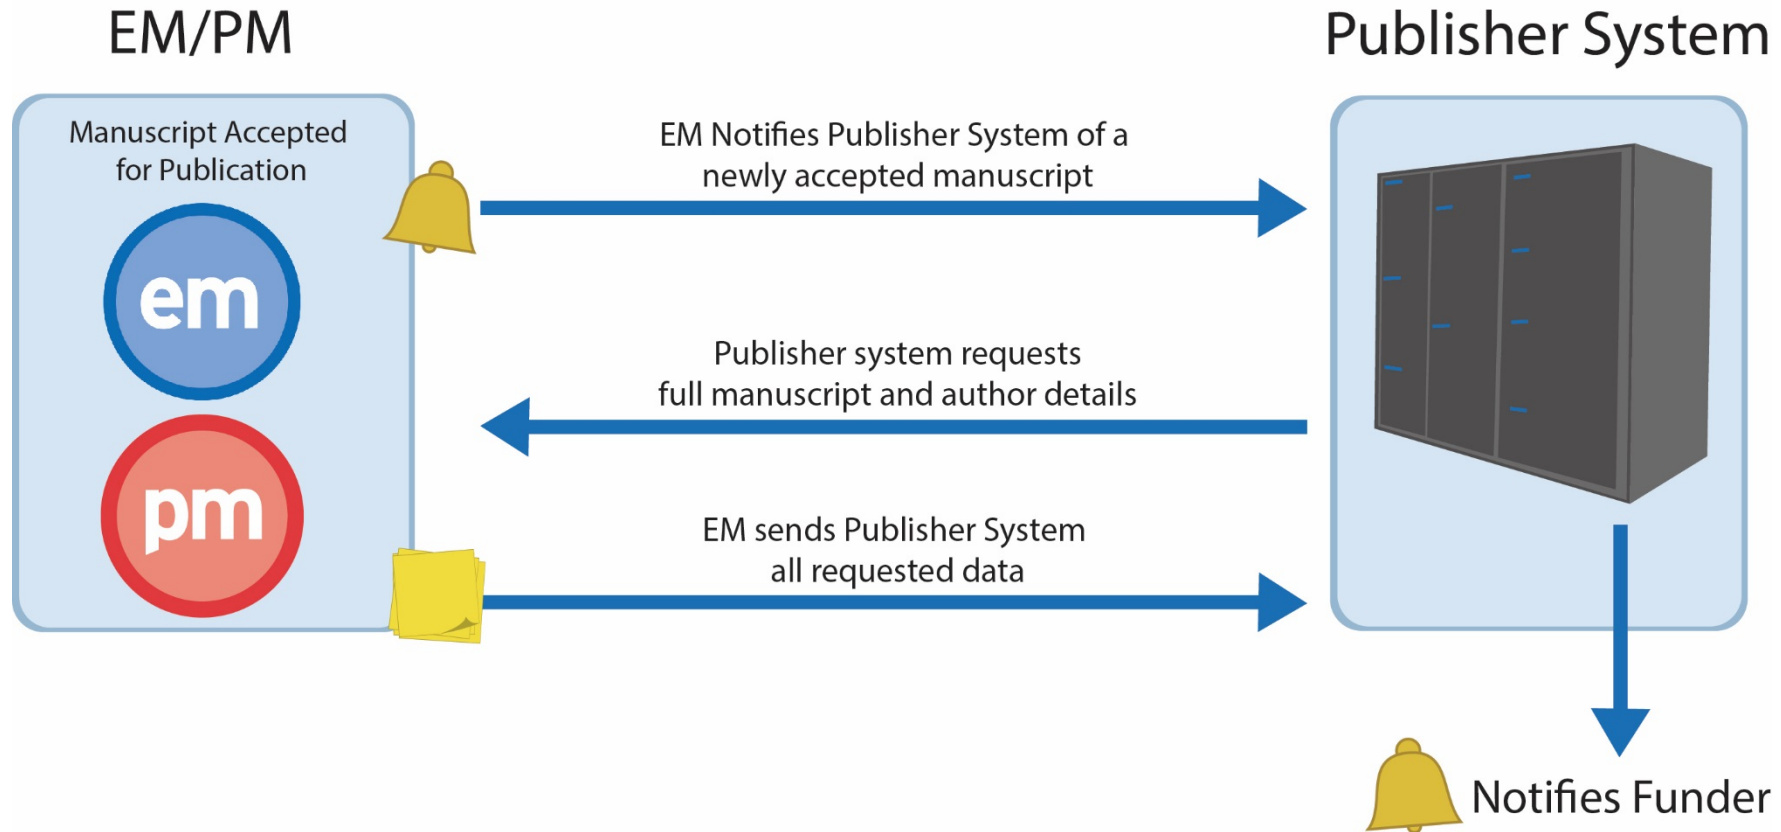 EM/PM
Publisher System
Manuscript Accepted
for Publication
em
pm
EM Notifies Publisher System of a
newly accepted manuscript
Publisher system requests
full manuscript and author details
EM sends Publisher System
all requested data
Notifies Funder